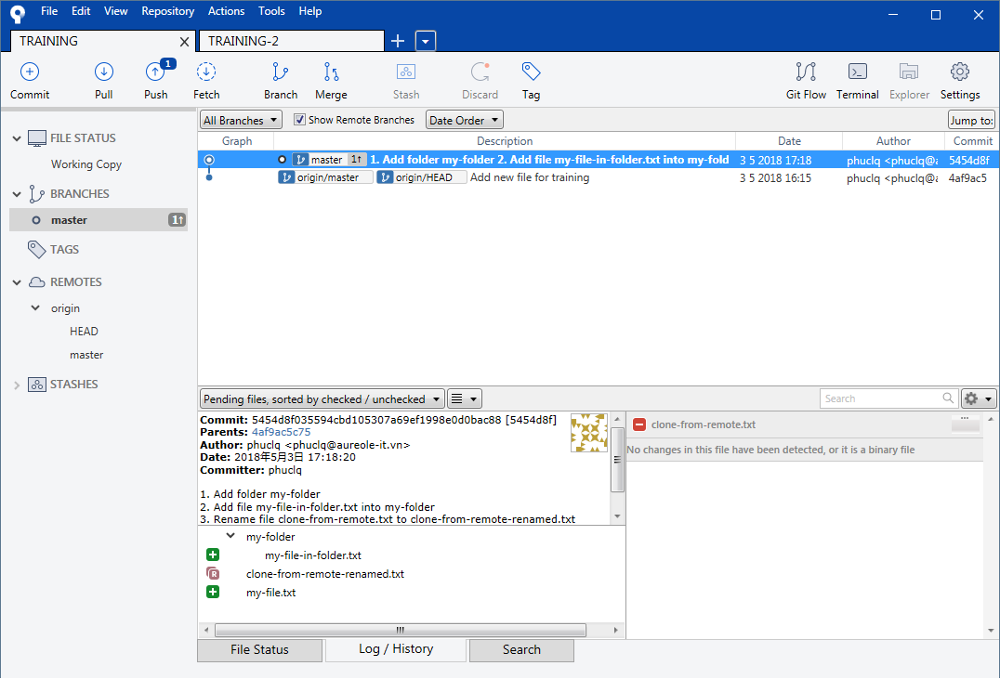 File Edit View Repository Actions Tools Help
TRAINING TRAINING-2
1
Commit Pull Push Fetch Branch Merge Stash Discard Tag Git Flow Terminal Explorer Settings
All Branches Show Remote Branches Date Order Jump to:
Graph Description Date Author Commit
master 1↑ 1. Add folder my-folder 2. Add file my-file-in-folder.txt into my-fold 3 5 2018 17:18 phuclq <phuclq@a 5454d8f
origin/master origin/HEAD Add new file for training 3 5 2018 16:15 phuclq <phuclq@a 4af9ac5
FILE STATUS
Working Copy
BRANCHES
master 1↑
TAGS
REMOTES
origin
HEAD
master
STASHES
Pending files, sorted by checked / unchecked Search
Commit: 5454d8f035594cbd105307a69ef1998e0d0bac88 [5454d8f]
Parents: 4af9ac5c75
Author: phuclq <phuclq@aureole-it.vn>
Date: 2018年5月3日 17:18:20
Committer: phuclq
1. Add folder my-folder
2. Add file my-file-in-folder.txt into my-folder
3. Rename file clone-from-remote.txt to clone-from-remote-renamed.txt
my-folder
my-file-in-folder.txt
R clone-from-remote-renamed.txt
my-file.txt
clone-from-remote.txt
No changes in this file have been detected, or it is a binary file
File Status Log / History Search